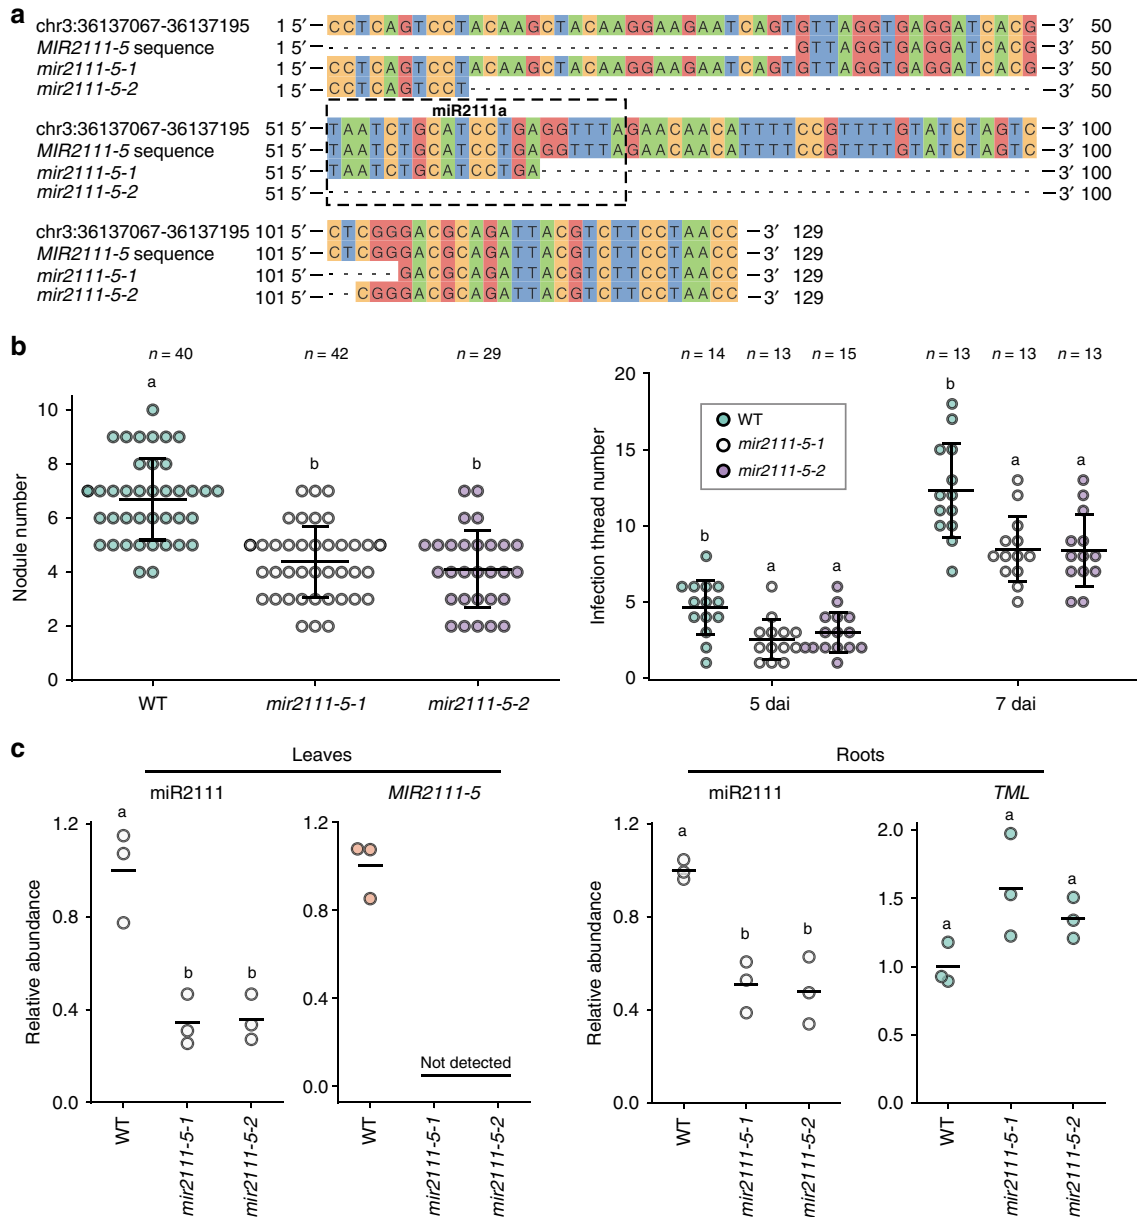 a
chr3:36137067-36137195 1 5′ – CCTCAGTCCTACAAGCTACAAGGAAGAATCAGTGTTAGGTGAGGATCACG –3′ 50
MIR2111-5 sequence 1 5′ – ---------------------------------GTTAGGTGAGGATCACG –3′ 50
mir2111-5-1 1 5′ – CCTCAGTCCTACAAGCTACAAGGAAGAATCAGTGTTAGGTGAGGATCACG –3′ 50
mir2111-5-2 1 5′ – CCTCAGTCCT---------------------------------------- –3′ 50
miR2111a
chr3:36137067-36137195 51 5′ – TAATCTGCATCCTGAGGTTTAGAACAACATTTTCCGTTTTGTATCTAGTC –3′ 100
MIR2111-5 sequence 51 5′ – TAATCTGCATCCTGAGGTTTAGAACAACATTTTCCGTTTTGTATCTAGTC –3′ 100
mir2111-5-1 51 5′ – TAATCTGCATCCTGA----------------------------------- –3′ 100
mir2111-5-2 51 5′ – -------------------------------------------------- –3′ 100
chr3:36137067-36137195 101 5′ – CTCGGGACGCAGATTACGTCTTCCTAACC –3′ 129
MIR2111-5 sequence 101 5′ – CTCGGGACGCAGATTACGTCTTCCTAACC –3′ 129
mir2111-5-1 101 5′ – -----GACGCAGATTACGTCTTCCTAACC –3′ 129
mir2111-5-2 101 5′ – --CGGGACGCAGATTACGTCTTCCTAACC –3′ 129
b
n = 40 n = 42 n = 29
a b b
Nodule number
10
8
6
4
2
0
WT mir2111-5-1 mir2111-5-2
n = 14 n = 13 n = 15 n = 13 n = 13 n = 13
Infection thread number
20
15
10
5
0
WT
mir2111-5-1
mir2111-5-2
b a a b a a
5 dai 7 dai
c
Leaves
miR2111 MIR2111-5
Relative abundance
1.2
0.8
0.4
0.0
a b b
WT mir2111-5-1 mir2111-5-2
1.2
0.8
0.4
0.0
Not detected
WT mir2111-5-1 mir2111-5-2
Roots
miR2111 TML
Relative abundance
1.2
0.8
0.4
0.0
a b b
WT mir2111-5-1 mir2111-5-2
2.0
1.5
1.0
0.5
0.0
a a a
WT mir2111-5-1 mir2111-5-2